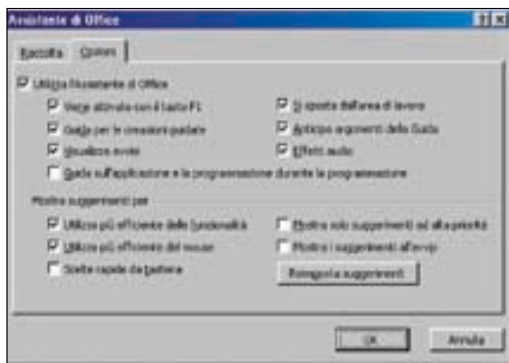 Assistente di Office
Raccolta Opzioni
Utilizza l'Assistente di Office
Viene attivato con il tasto F1
Guida per le creazioni guidate
Visualizza avvisi
Si sposta dall'area di lavoro
Anticipa argomenti della Guida
Effetti audio
Guida sull'applicazione e la programmazione durante la programmazione
Mostra suggerimenti per
Utilizzo più efficiente delle funzionalità
Utilizzo più efficiente del mouse
Scelte rapide da tastiera
Mostra solo suggerimenti ad alta priorità
Mostra i suggerimenti all'avvio
Reimposta suggerimenti
OK Annulla